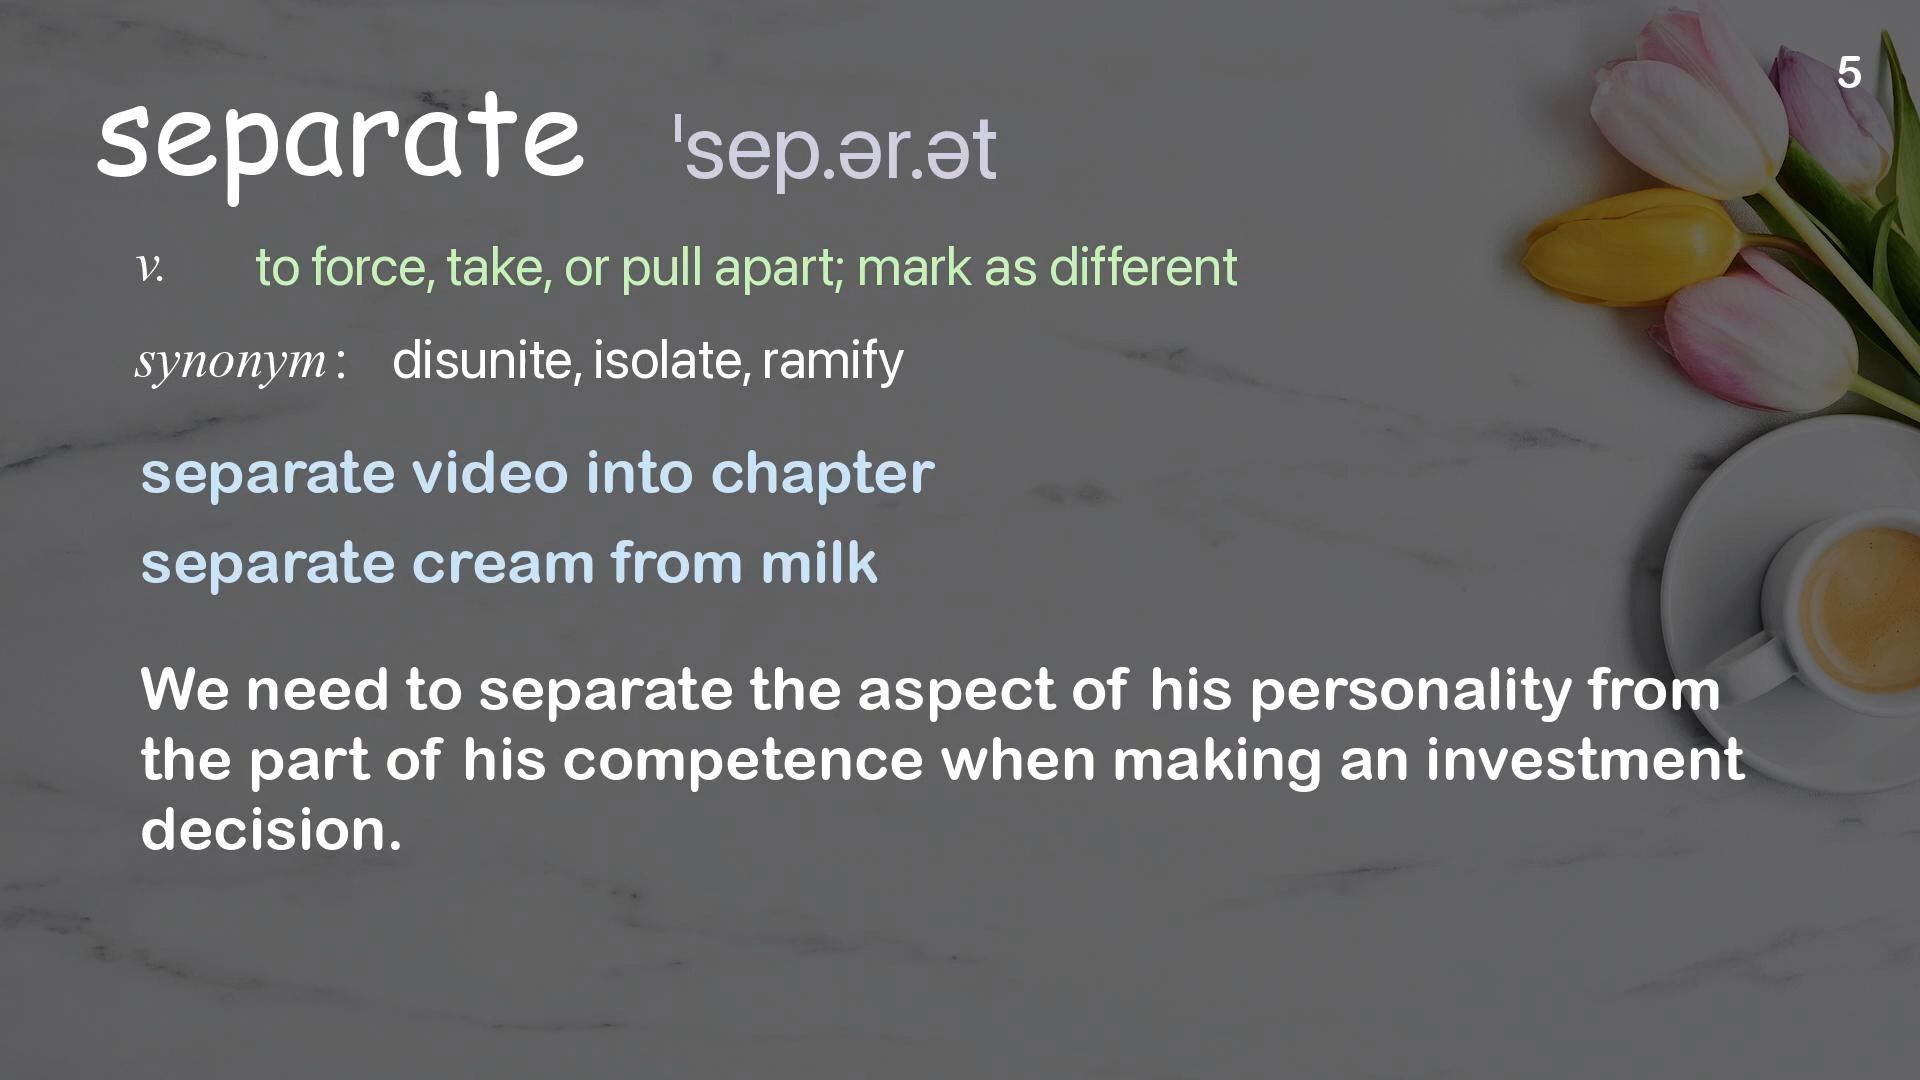 5
separate ˈsep.ər.ət
v. to force, take, or pull apart; mark as different
synonym : disunite, isolate, ramify
separate video into chapter
separate cream from milk
We need to separate the aspect of his personality from
the part of his competence when making an investment
decision.